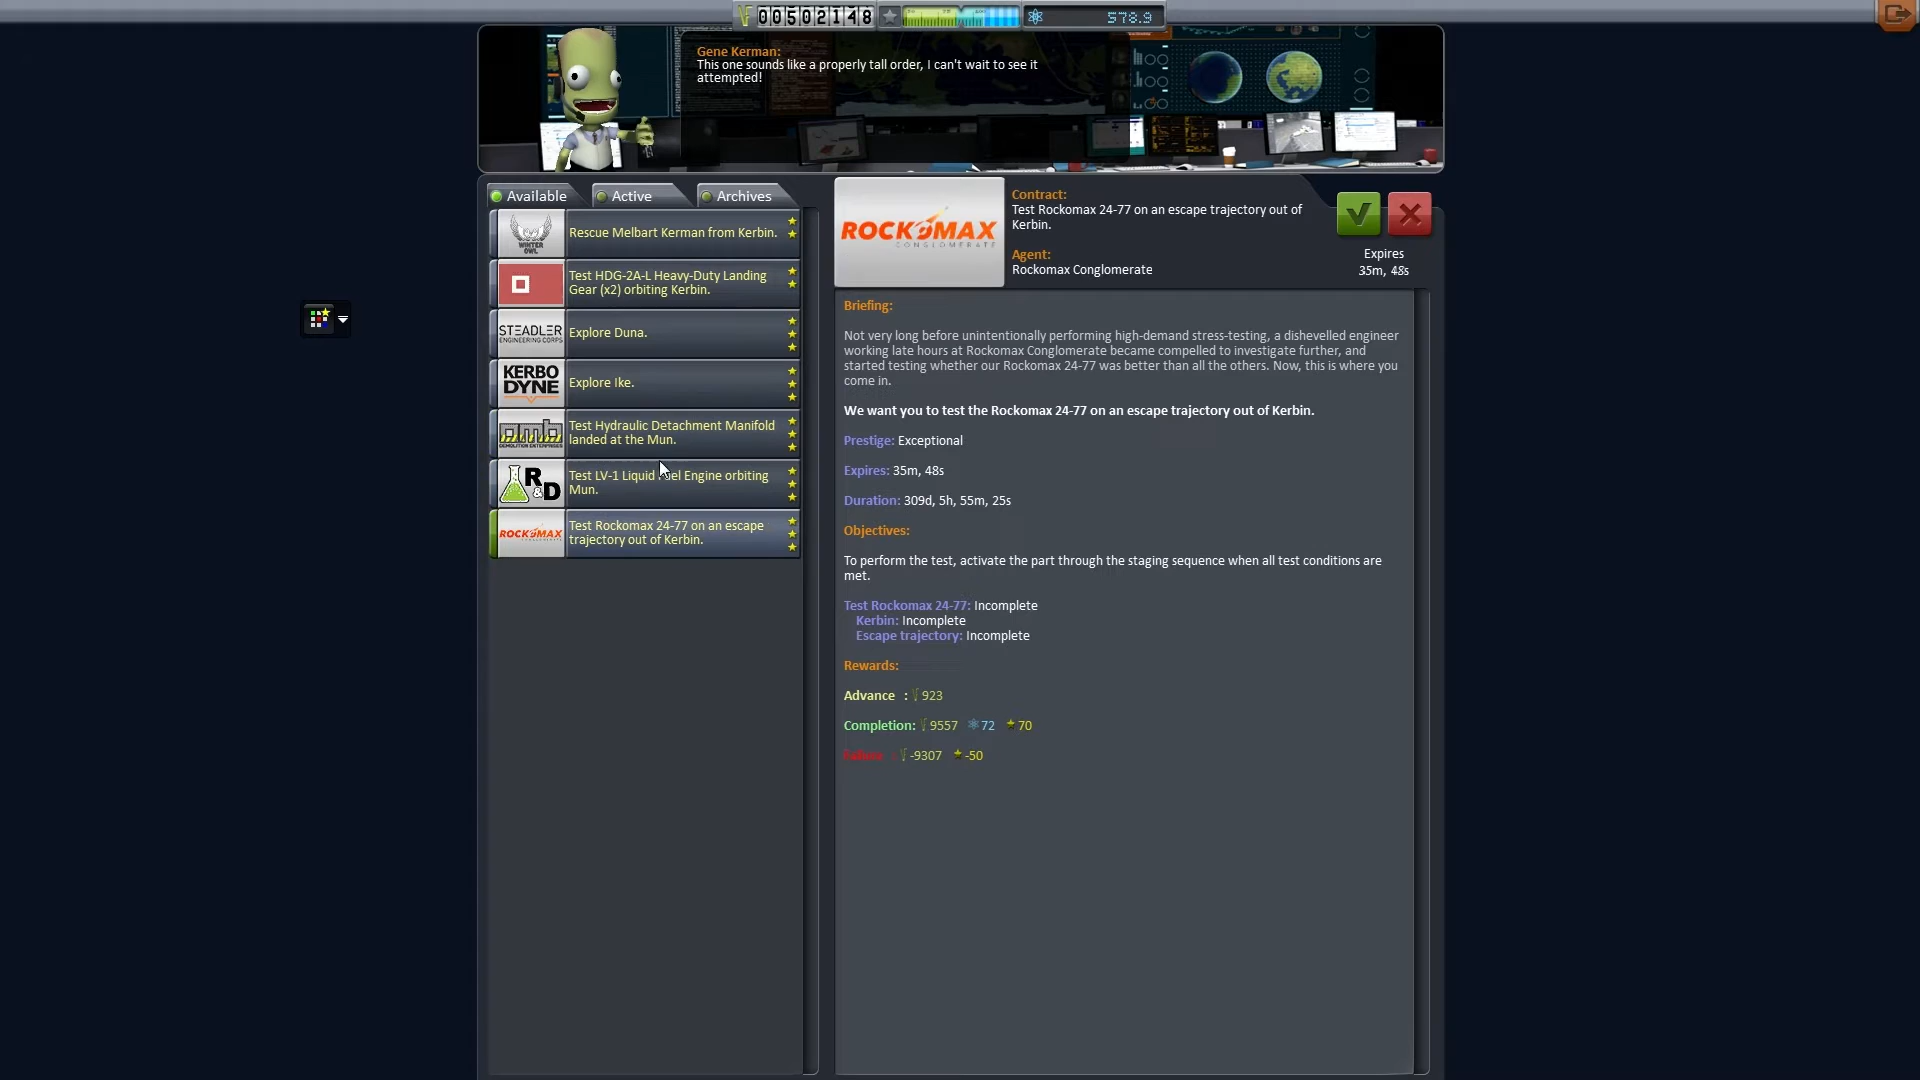 00502148
578.9
Gene Kerman:
This one sounds like a properly tall order, I can't wait to see it
attempted!
Available
Active
Archives
WINTER
OWL
Rescue Melbart Kerman from Kerbin.
Test HDG-2A-L Heavy-Duty Landing
Gear (x2) orbiting Kerbin.
STEADLER
ENGINEERING CORPS
Explore Duna.
KERBO
DYNE
Explore Ike.
Test Hydraulic Detachment Manifold
landed at the Mun.
R&D
Test LV-1 Liquid Engine orbiting
Mun.
ROCKOMAX
CONGLOMERATE
Test Rockomax 24-77 on an escape
trajectory out of Kerbin.
ROCKOMAX
CONGLOMERATE
Contract:
Test Rockomax 24-77 on an escape trajectory out of
Kerbin.
Agent:
Rockomax Conglomerate
Expires
35m, 48s
Briefing:
Not very long before unintentionally performing high-demand stress-testing, a dishevelled engineer
working late hours at Rockomax Conglomerate became compelled to investigate further, and
started testing whether our Rockomax 24-77 was better than all the others. Now, this is where you
come in.
We want you to test the Rockomax 24-77 on an escape trajectory out of Kerbin.
Prestige: Exceptional
Expires: 35m, 48s
Duration: 309d, 5h, 55m, 25s
Objectives:
To perform the test, activate the part through the staging sequence when all test conditions are
met.
Test Rockomax 24-77: Incomplete
Kerbin: Incomplete
Escape trajectory: Incomplete
Rewards:
Advance : 923
Completion: 9557 72 70
Failure : -9307 -50